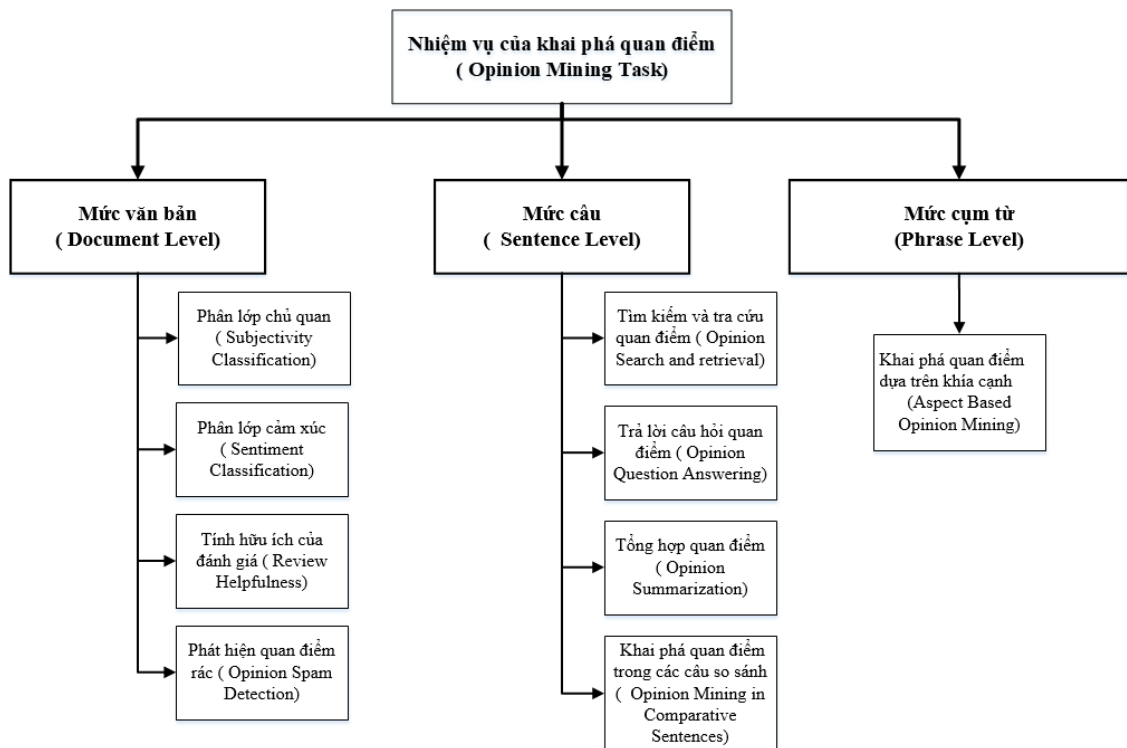 Nhiệm vụ của khai phá quan điểm
( Opinion Mining Task)
Mức văn bản
( Document Level)
Phân lớp chủ quan
( Subjectivity
Classification)
Phân lớp cảm xúc
( Sentiment
Classification)
Tính hữu ích của
đánh giá ( Review
Helpfulness)
Phát hiện quan điểm
rác ( Opinion Spam
Detection)
Mức câu
( Sentence Level)
Tìm kiếm và tra cứu
quan điểm ( Opinion
Search and retrieval)
Trả lời câu hỏi quan
điểm ( Opinion
Question Answering)
Tổng hợp quan điểm
( Opinion
Summarization)
Khai phá quan điểm
trong các câu so sánh
( Opinion Mining in
Comparative
Sentences)
Mức cụm từ
(Phrase Level)
Khai phá quan điểm
dựa trên khía cạnh
(Aspect Based
Opinion Mining)